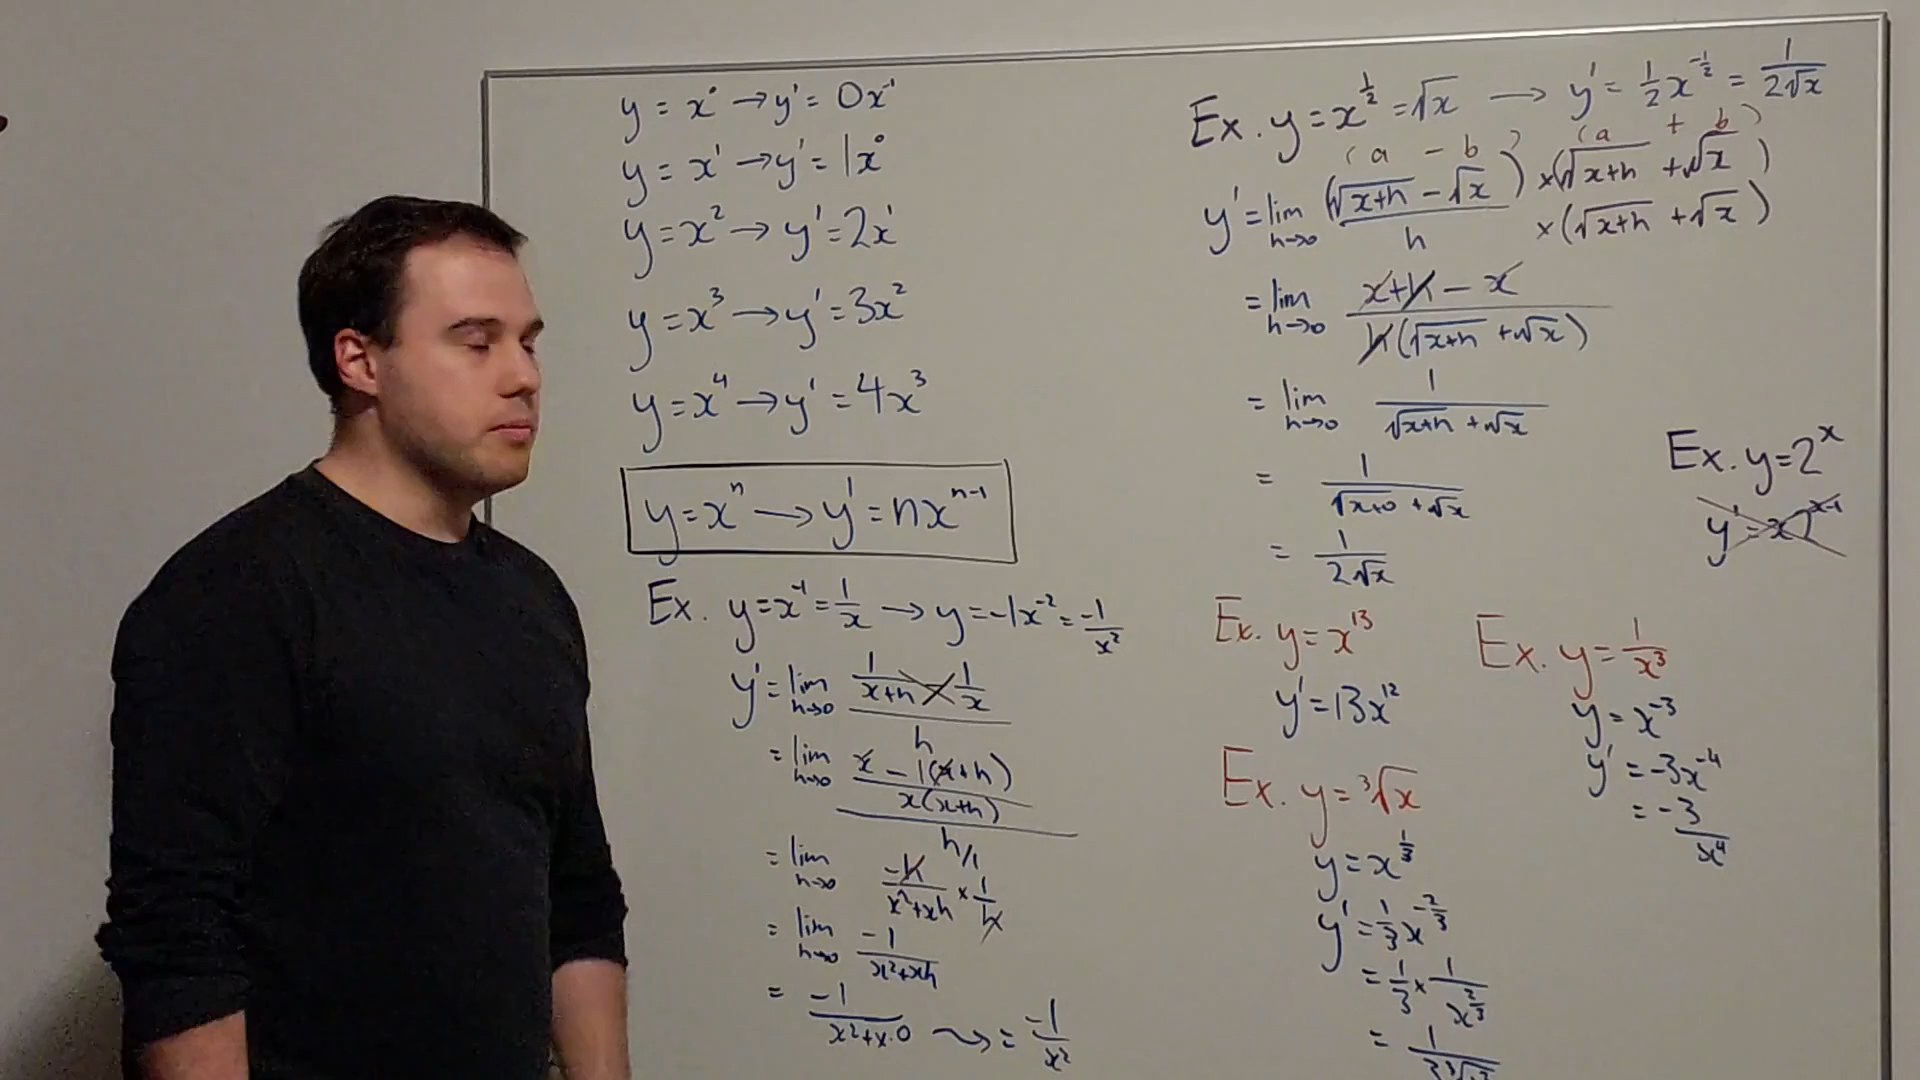 y = x⁰ → y' = 0x⁻¹
y = x¹ → y' = 1x⁰
y = x² → y' = 2x¹
y = x³ → y' = 3x²
y = x⁴ → y' = 4x³
y = xⁿ → y' = nxⁿ⁻¹
Ex. y = x⁻¹ = 1/x → y = -1x⁻² = -1/x²
y' = lim h→0 (1/(x+h) - 1/x)/h
= lim h→0 ((x - 1(x+h))/(x(x+h)))/(h/1)
= lim h→0 -h/(x²+xh) × 1/h
= lim h→0 -1/(x²+xh)
= -1/(x²+x·0) ⇝ = -1/x²
Ex. y = x^(1/2) = √x → y' = 1/2 x^(-1/2) = 1/(2√x)
(a - b) (a + b)
y' = lim h→0 (√(x+h) - √x)/h ×(√(x+h) + √x)
×(√(x+h) + √x)
= lim h→0 (x+h - x)/(h(√(x+h) + √x))
= lim h→0 1/(√(x+h) + √x)
= 1/(√(x+0) + √x)
= 1/(2√x)
Ex. y = 2ˣ
y' = x2ˣ⁻¹
Ex. y = x¹³
y' = 13x¹²
Ex. y = ³√x
y = x^(1/3)
y' = 1/3 x^(-2/3)
= 1/3 × 1/x^(2/3)
Ex. y = 1/x³
y = x⁻³
y' = -3x⁻⁴
= -3/x⁴